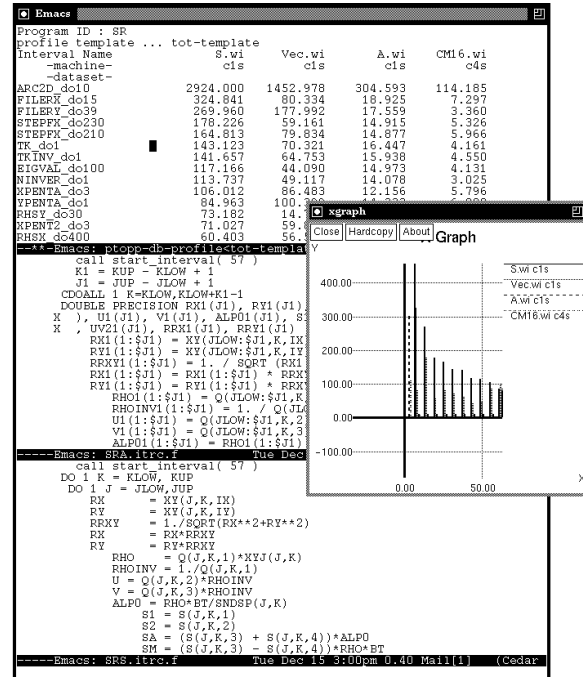 Emacs
Program ID : SR
profile template ... tot-template
Interval Name S.wi Vec.wi A.wi CM16.wi
-machine- c1s c1s c1s c4s
-dataset-
ARC2D_do10 2924.000 1452.978 304.593 114.185
FILERX_do15 324.841 80.334 18.925 7.297
FILERY_do39 269.960 177.992 17.559 3.360
STEPFX_do230 178.226 59.161 14.915 5.326
STEPFX_do210 164.813 79.834 14.877 5.966
TK_do1 143.123 70.321 16.447 4.161
TKINV_do1 141.657 64.753 15.938 4.550
EIGVAL_do100 117.166 44.090 14.973 4.131
NINVER_do1 113.737 49.117 14.078 3.025
XPENTA_do3 106.012 86.483 12.156 5.796
YPENTA_do1 84.963 100.
RHSY_do30 73.182 14.
XPENT2_do3 71.027 59.
RHSX_do400 60.403 56.
--**-Emacs: ptopp-db-profile<tot-templat
call start_interval( 57 )
K1 = KUP - KLOW + 1
J1 = JUP - JLOW + 1
CDOALL 1 K=KLOW,KLOW+K1-1
DOUBLE PRECISION RX1(J1), RY1(J1)
X ), U1(J1), V1(J1), ALP01(J1), S
X , UV21(J1), RRX1(J1), RRY1(J1)
RX1(1:$J1) = XY(JLOW:$J1,K,IX
RY1(1:$J1) = XY(JLOW:$J1,K,IY
RRXY1(1:$J1) = 1. / SQRT (RX1
RX1(1:$J1) = RX1(1:$J1) * RRX
RY1(1:$J1) = RY1(1:$J1) * RRX
RHO1(1:$J1) = Q(JLOW:$J1,K,
RHOINV1(1:$J1) = 1. / Q(JLO
U1(1:$J1) = Q(JLOW:$J1,K,2
V1(1:$J1) = Q(JLOW:$J1,K,3
ALP01(1:$J1) = RHO1(1:$J1)
-----Emacs: SRA.itrc.f Tue Dec
call start_interval( 57 )
DO 1 K = KLOW, KUP
DO 1 J = JLOW,JUP
RX = XY(J,K,IX)
RY = XY(J,K,IY)
RRXY = 1./SQRT(RX**2+RY**2)
RX = RX*RRXY
RY = RY*RRXY
RHO = Q(J,K,1)*XYJ(J,K)
RHOINV = 1./Q(J,K,1)
U = Q(J,K,2)*RHOINV
V = Q(J,K,3)*RHOINV
ALP0 = RHO*BT/SNDSP(J,K)
S1 = S(J,K,1)
S2 = S(J,K,2)
SA = (S(J,K,3) + S(J,K,4))*ALP0
SM = (S(J,K,3) - S(J,K,4))*RHO*BT
-----Emacs: SRS.itrc.f Tue Dec 15 3:00pm 0.40 Mail[1] (Cedar
xgraph
Close Hardcopy About X Graph
Y
400.00
300.00
200.00
100.00
0.00
-100.00
0.00 50.00
X
S.wi c1s
Vec.wi c1s
A.wi c1s
CM16.wi c4s